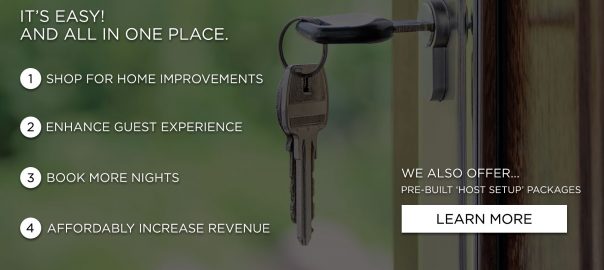 IT'S EASY!
AND ALL IN ONE PLACE.
1 SHOP FOR HOME IMPROVEMENTS
2 ENHANCE GUEST EXPERIENCE
3 BOOK MORE NIGHTS
4 AFFORDABLY INCREASE REVENUE
WE ALSO OFFER...
PRE-BUILT 'HOST SETUP' PACKAGES
LEARN MORE